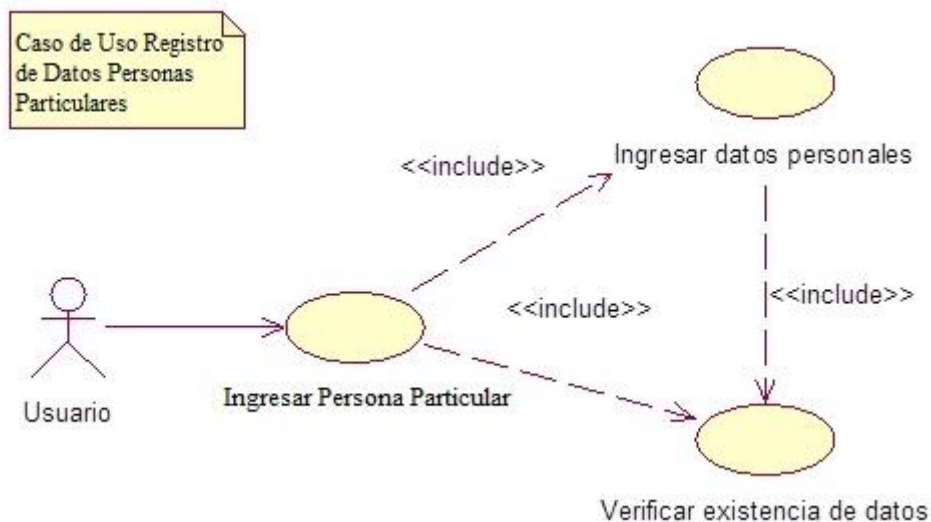 Caso de Uso Registro
de Datos Personas
Particulares
Ingresar datos personales
<<include>>
<<include>>
<<include>>
Usuario
Ingresar Persona Particular
Verificar existencia de datos